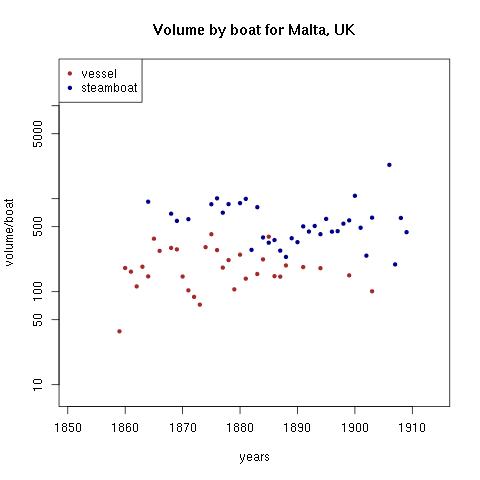 Volume by boat for Malta, UK
vessel
steamboat
volume/boat
5000
500
100
50
10
1850 1860 1870 1880 1890 1900 1910
years